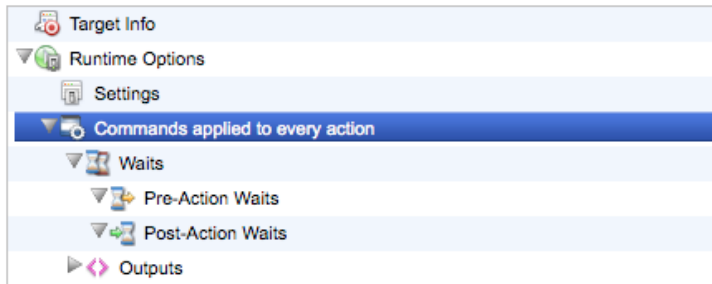 Target Info
Runtime Options
Settings
Commands applied to every action
Waits
Pre-Action Waits
Post-Action Waits
Outputs